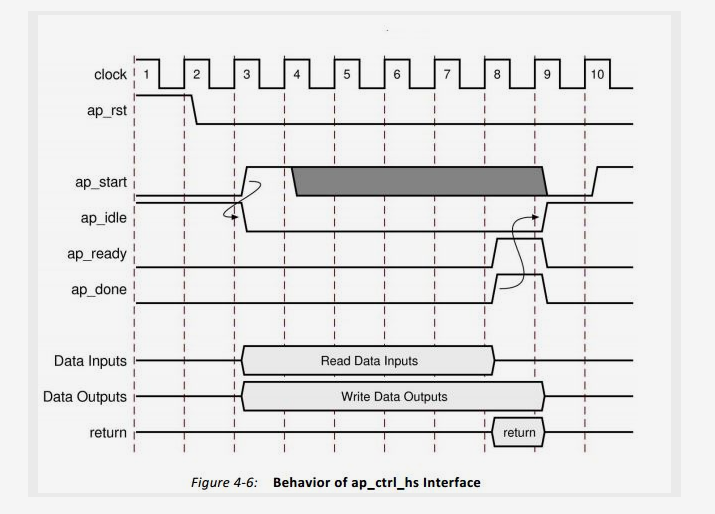 clock 1 2 3 4 5 6 7 8 9 10
ap_rst
ap_start
ap_idle
ap_ready
ap_done
Data Inputs Read Data Inputs
Data Outputs Write Data Outputs
return return
Figure 4-6: Behavior of ap_ctrl_hs Interface